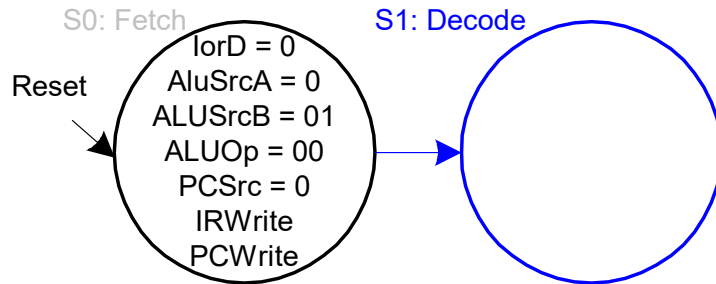 S0: Fetch
S1: Decode
Reset
IorD = 0
AluSrcA = 0
ALUSrcB = 01
ALUOp = 00
PCSrc = 0
IRWrite
PCWrite